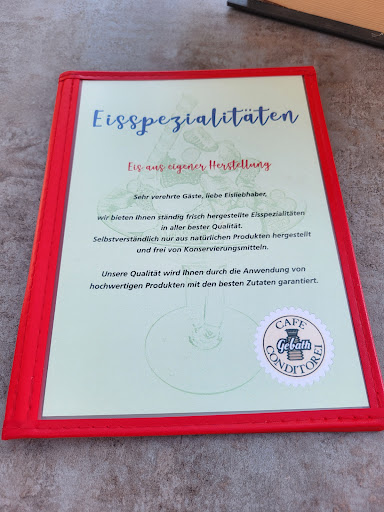 Eisspezialitäten
Eis aus eigener Herstellung
Sehr verehrte Gäste, liebe Eisliebhaber,
wir bieten Ihnen ständig frisch hergestellte Eisspezialitäten
in aller bester Qualität.
Selbstverständlich nur aus natürlichen Produkten hergestellt
und frei von Konservierungsmitteln.
Unsere Qualität wird Ihnen durch die Anwendung von
hochwertigen Produkten mit den besten Zutaten garantiert.
CAFE
Gebath
CONDITOREI